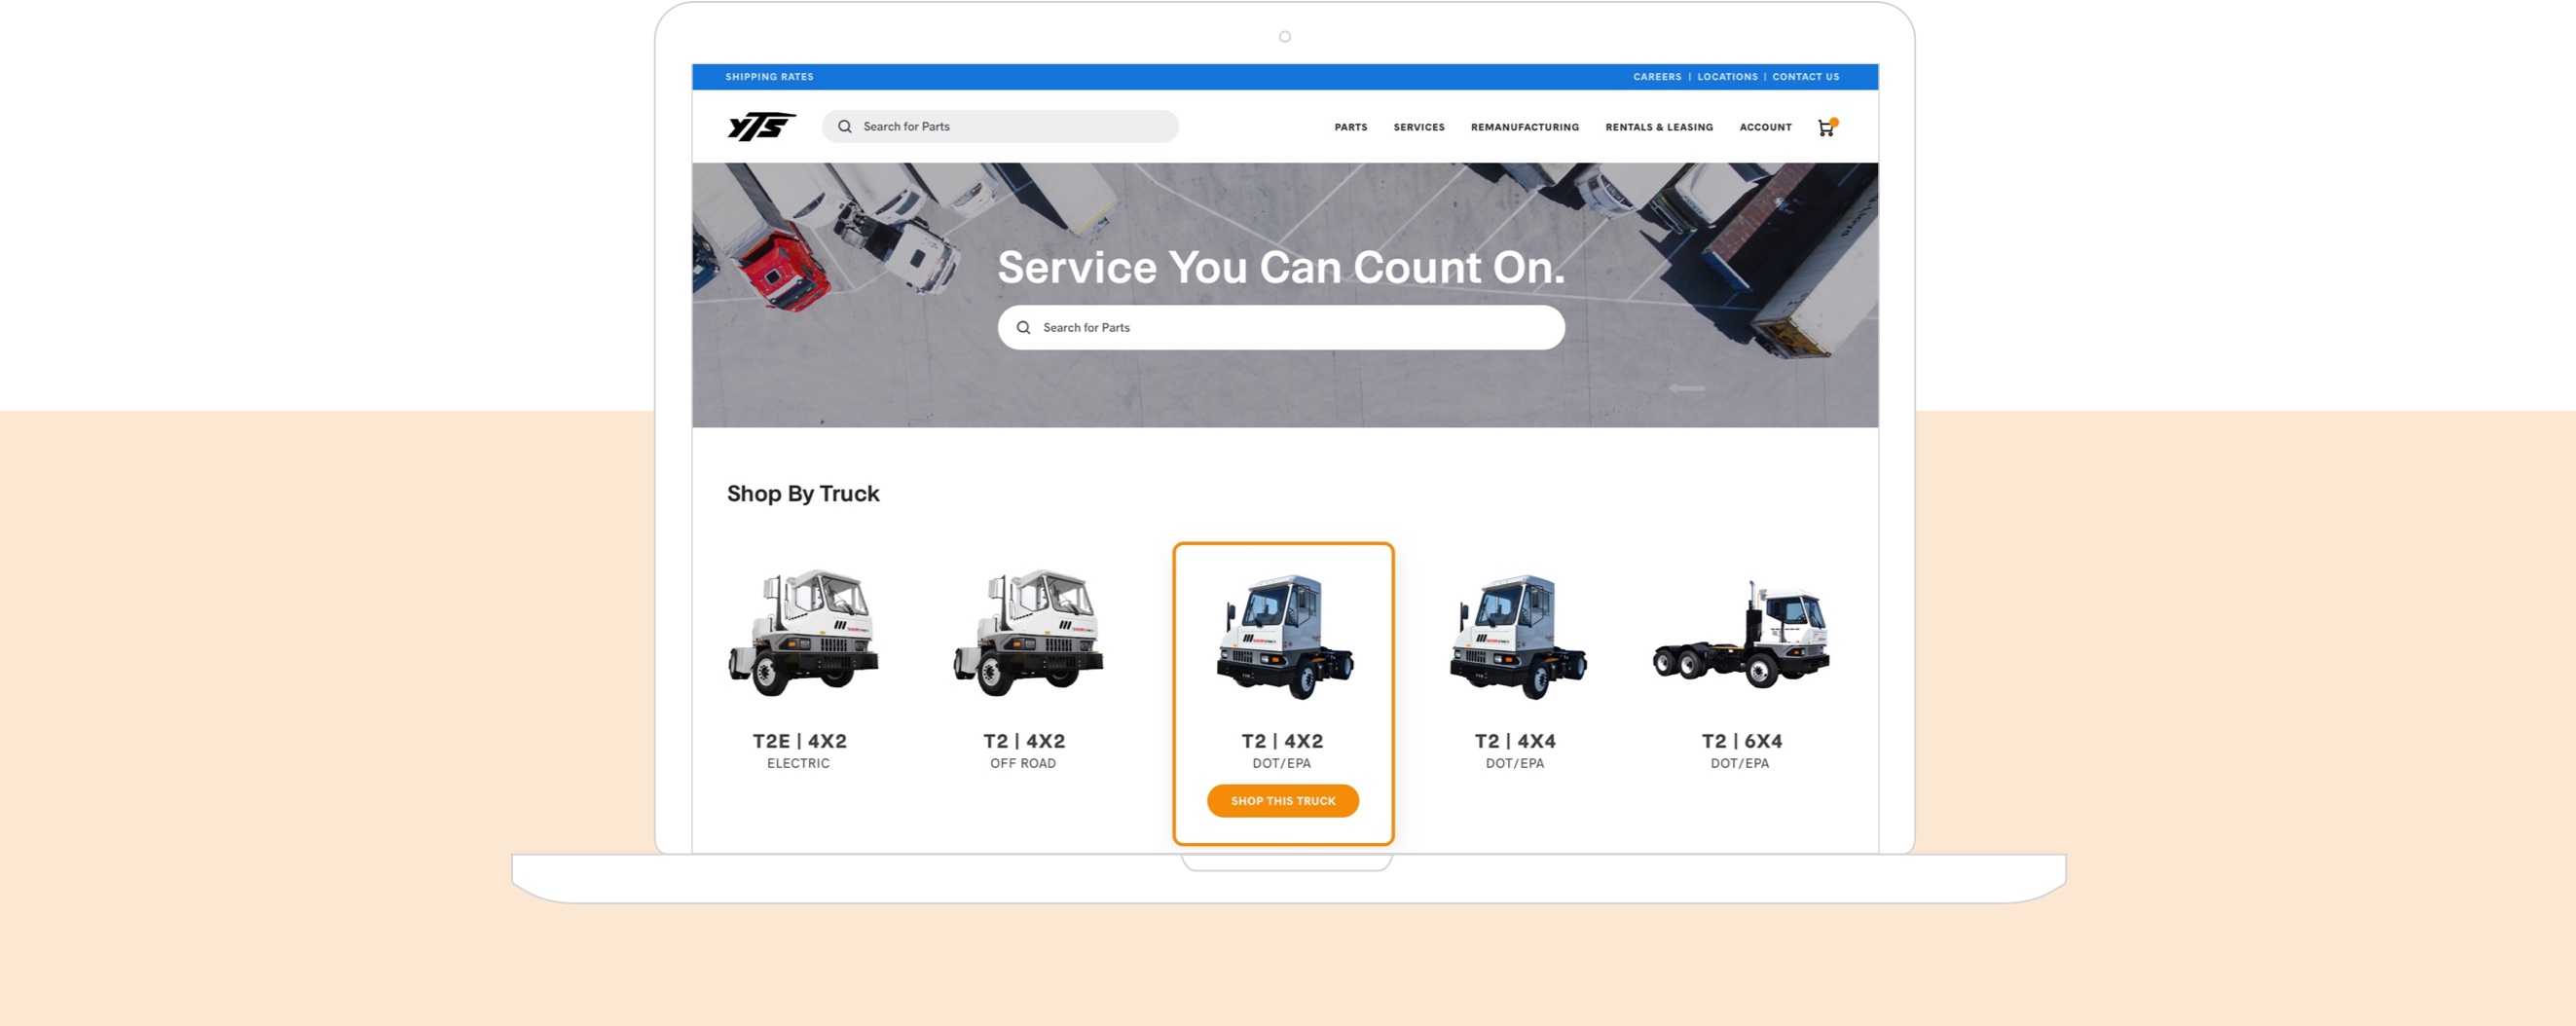 SHIPPING RATES
CAREERS | LOCATIONS | CONTACT US
YTS
Search for Parts
PARTS SERVICES REMANUFACTURING RENTALS & LEASING ACCOUNT
Service You Can Count On.
Search for Parts
Shop By Truck
T2E | 4X2
ELECTRIC
T2 | 4X2
OFF ROAD
T2 | 4X2
DOT/EPA
SHOP THIS TRUCK
T2 | 4X4
DOT/EPA
T2 | 6X4
DOT/EPA